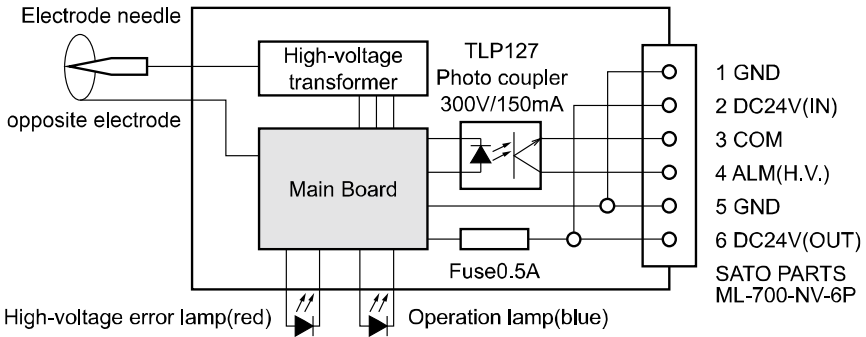 Electrode needle
opposite electrode
High-voltage
transformer
TLP127
Photo coupler
300V/150mA
Main Board
Fuse0.5A
1 GND
2 DC24V(IN)
3 COM
4 ALM(H.V.)
5 GND
6 DC24V(OUT)
SATO PARTS
ML-700-NV-6P
High-voltage error lamp(red)
Operation lamp(blue)